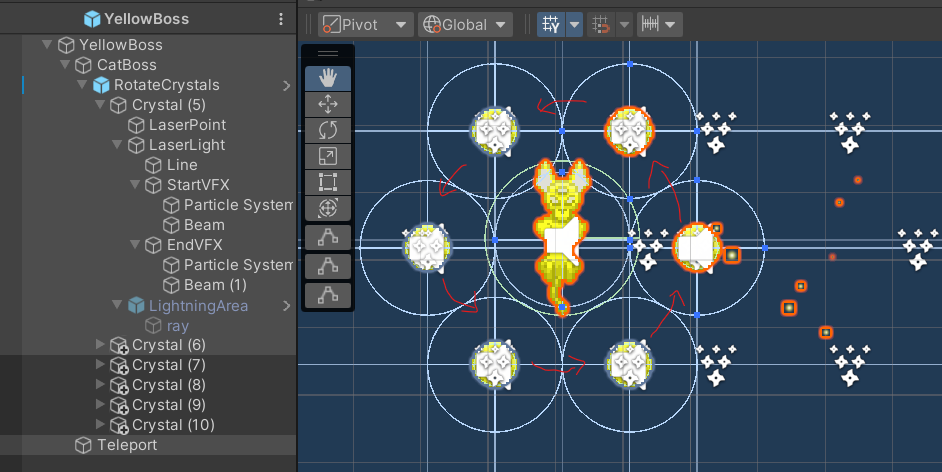 YellowBoss
Pivot
Global
Y
YellowBoss
CatBoss
RotateCrystals
Crystal (5)
LaserPoint
LaserLight
Line
StartVFX
Particle System
Beam
EndVFX
Particle System
Beam (1)
LightningArea
ray
Crystal (6)
Crystal (7)
Crystal (8)
Crystal (9)
Crystal (10)
Teleport